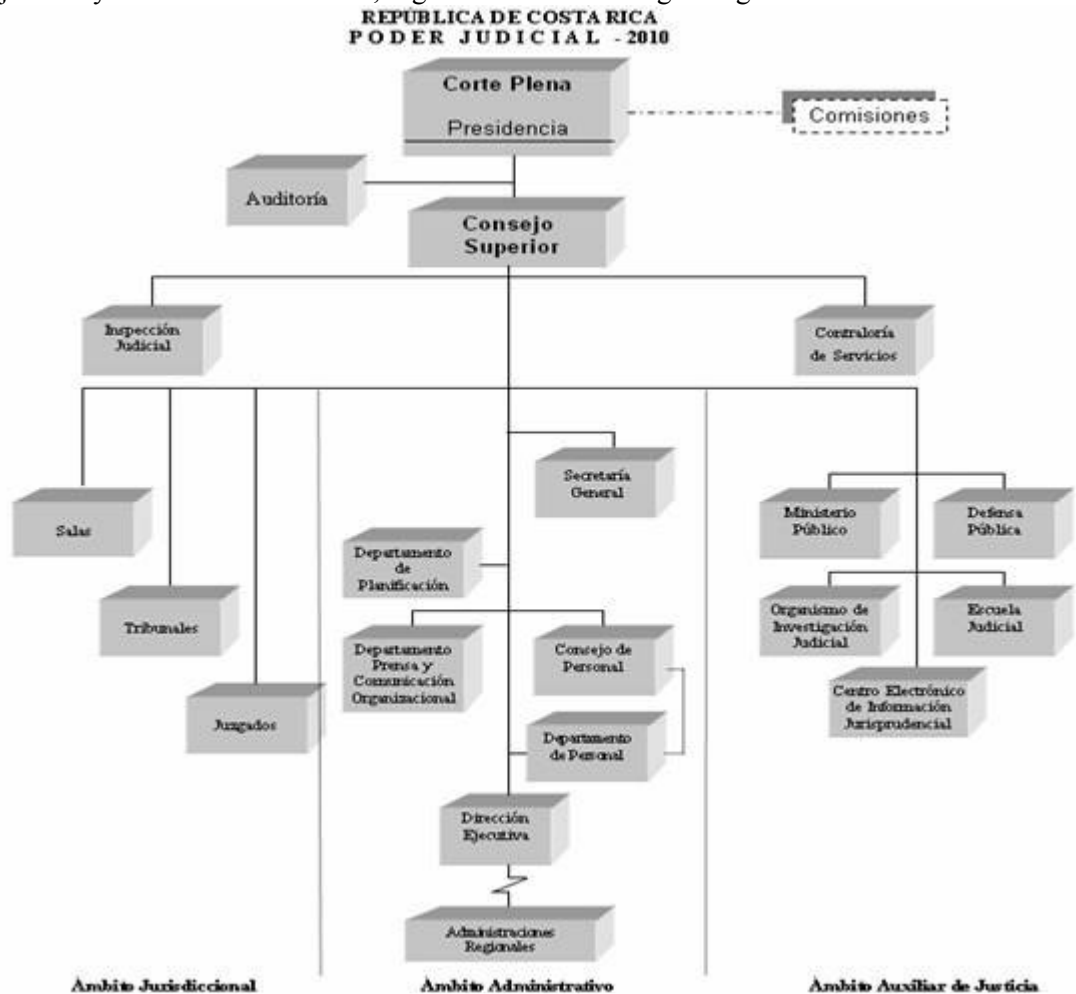 REPÚBLICA DE COSTA RICA
PODER JUDICIAL - 2010
Corte Plena
Presidencia
Comisiones
Auditoría
Consejo
Superior
Inspección
Judicial
Contraloría
de Servicios
Secretaría
General
Salas
Ministerio
Público
Defensa
Pública
Departamento
de
Planificación
Tribunales
Organismo de
Investigación
Judicial
Escuela
Judicial
Departamento
Prensa y
Comunicación
Organizacional
Consejo de
Personal
Juzgados
Centro Electrónico
de Información
Jurisprudencial
Departamento
de Personal
Dirección
Ejecutiva
Administraciones
Regionales
Ámbito Jurisdiccional
Ámbito Administrativo
Ámbito Auxiliar de Justicia